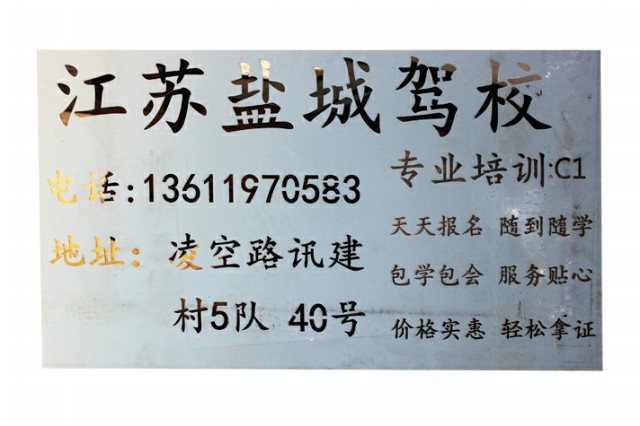 江苏盐城驾校
电话:13611970583
地址:凌空路讯建
村5队 40号
专业培训:C1
天天报名 随到随学
包学包会 服务贴心
价格实惠 轻松拿证